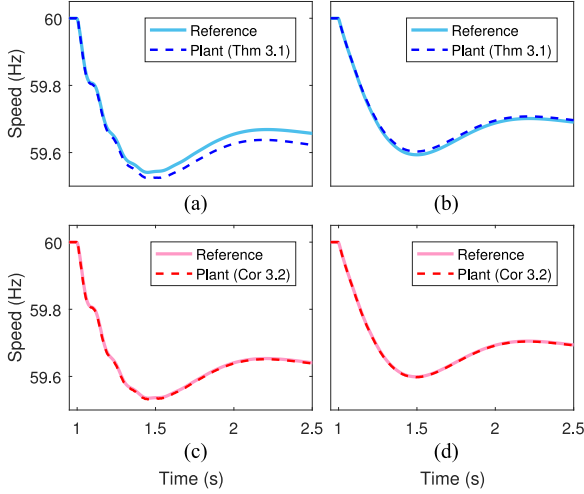 60
59.8
59.6
Speed (Hz)
Reference
Plant (Thm 3.1)
(a)
Reference
Plant (Thm 3.1)
(b)
60
59.8
59.6
Speed (Hz)
Reference
Plant (Cor 3.2)
1
1.5
2
2.5
Time (s)
(c)
Reference
Plant (Cor 3.2)
1
1.5
2
2.5
Time (s)
(d)